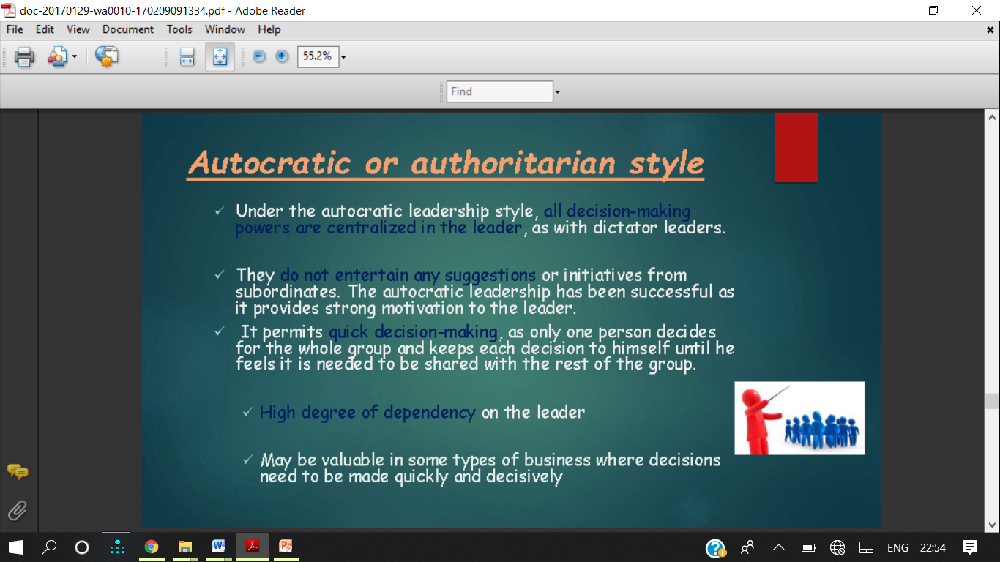 doc-20170129-wa0010-170209091334.pdf - Adobe Reader
File Edit View Document Tools Window Help
55.2%
Find
Autocratic or authoritarian style
✓ Under the autocratic leadership style, all decision-making
powers are centralized in the leader, as with dictator leaders.
✓ They do not entertain any suggestions or initiatives from
subordinates. The autocratic leadership has been successful as
it provides strong motivation to the leader.
✓ It permits quick decision-making, as only one person decides
for the whole group and keeps each decision to himself until he
feels it is needed to be shared with the rest of the group.
✓ High degree of dependency on the leader
✓ May be valuable in some types of business where decisions
need to be made quickly and decisively
ENG 22:54